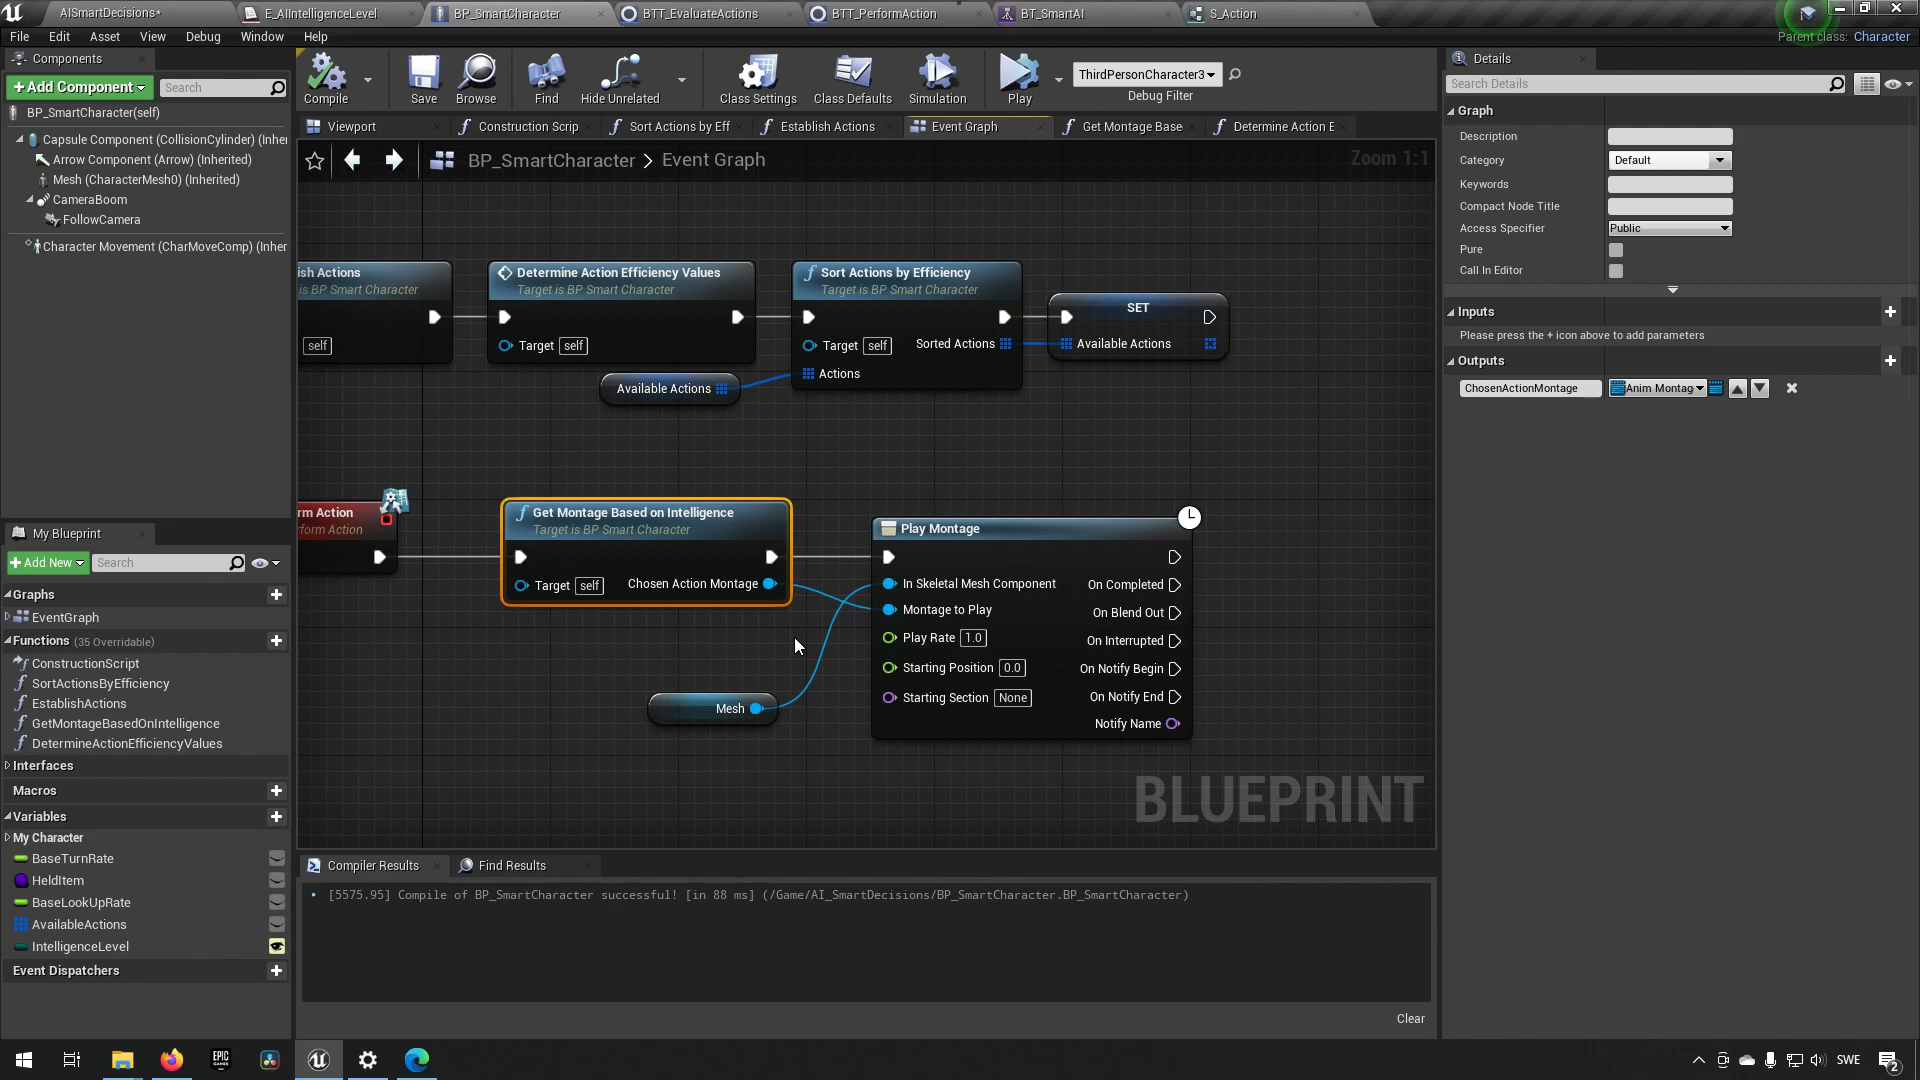 AISmartDecisions*
E_AIIntelligenceLevel
BP_SmartCharacter
BTT_EvaluateActions
BTT_PerformAction
BT_SmartAI
S_Action
File Edit Asset View Debug Window Help
Parent class: Character
Components
+Add Component
Search
BP_SmartCharacter(self)
Capsule Component (CollisionCylinder) (Inher
Arrow Component (Arrow) (Inherited)
Mesh (CharacterMesh0) (Inherited)
CameraBoom
FollowCamera
Character Movement (CharMoveComp) (Inher
Compile
Save
Browse
Find
Hide Unrelated
Class Settings
Class Defaults
Simulation
Play
ThirdPersonCharacter3
Debug Filter
Viewport
Construction Scrip
Sort Actions by Eff
Establish Actions
Event Graph
Get Montage Base
Determine Action E
BP_SmartCharacter > Event Graph
Zoom 1:1
ish Actions
is BP Smart Character
self
Determine Action Efficiency Values
Target is BP Smart Character
Target self
Available Actions
Sort Actions by Efficiency
Target is BP Smart Character
Target self
Sorted Actions
Actions
SET
Available Actions
rm Action
form Action
Get Montage Based on Intelligence
Target is BP Smart Character
Target self
Chosen Action Montage
Mesh
Play Montage
In Skeletal Mesh Component
On Completed
Montage to Play
On Blend Out
Play Rate 1.0
On Interrupted
Starting Position 0.0
On Notify Begin
Starting Section None
On Notify End
Notify Name
BLUEPRINT
My Blueprint
+Add New
Search
Graphs
EventGraph
Functions (35 Overridable)
ConstructionScript
SortActionsByEfficiency
EstablishActions
GetMontageBasedOnIntelligence
DetermineActionEfficiencyValues
Interfaces
Macros
Variables
My Character
BaseTurnRate
HeldItem
BaseLookUpRate
AvailableActions
IntelligenceLevel
Event Dispatchers
Compiler Results
Find Results
[5575.95] Compile of BP_SmartCharacter successful! [in 88 ms] (/Game/AI_SmartDecisions/BP_SmartCharacter.BP_SmartCharacter)
Clear
Details
Search Details
Graph
Description
Category
Default
Keywords
Compact Node Title
Access Specifier
Public
Pure
Call In Editor
Inputs
Please press the + icon above to add parameters
Outputs
ChosenActionMontage
Anim Montag
EPIC
GAMES
SWE
2